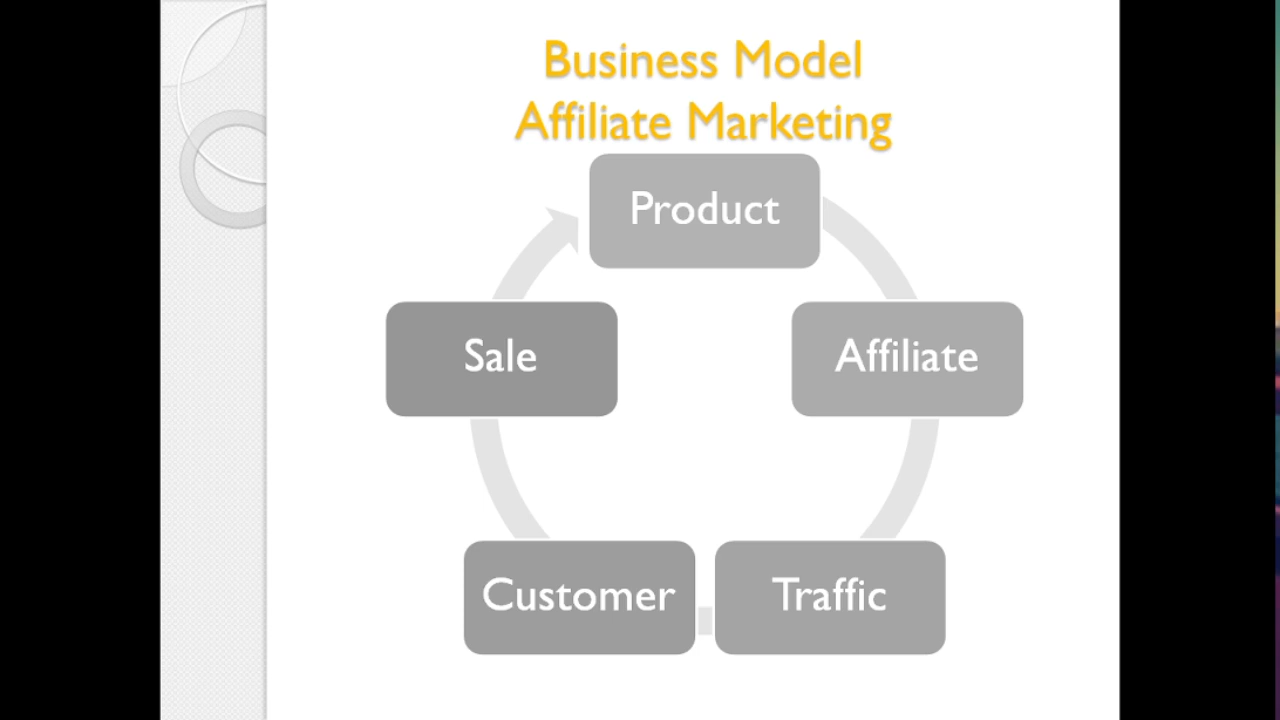 Business Model
Affiliate Marketing
Product
Affiliate
Traffic
Customer
Sale